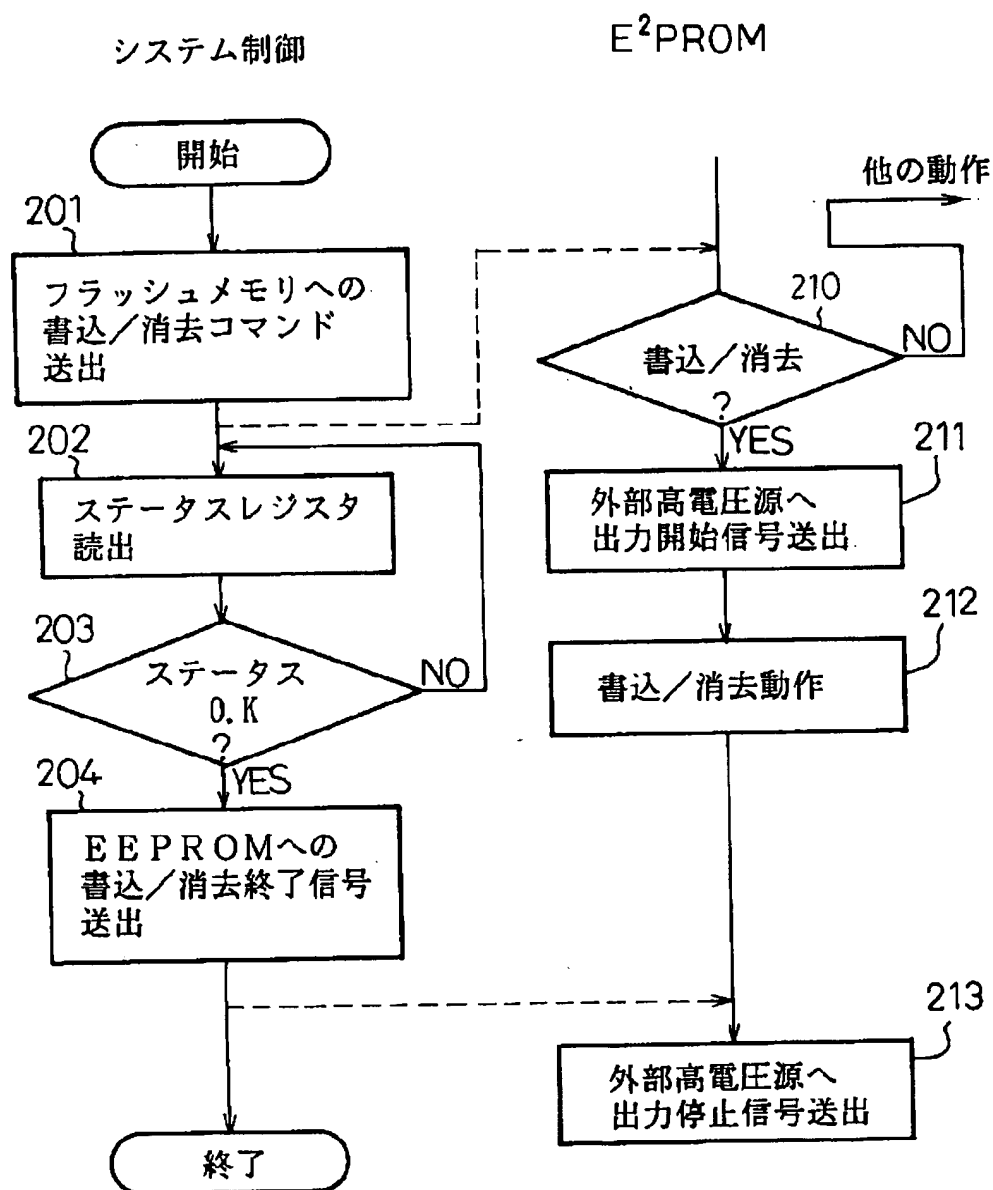 システム制御
E²PROM
開始
201
フラッシュメモリへの
書込／消去コマンド
送出
202
ステータスレジスタ
読出
203
ステータス
O.K
?
NO
YES
204
EEPROMへの
書込／消去終了信号
送出
終了
他の動作
210
書込／消去
?
NO
YES
211
外部高電圧源へ
出力開始信号送出
212
書込／消去動作
213
外部高電圧源へ
出力停止信号送出